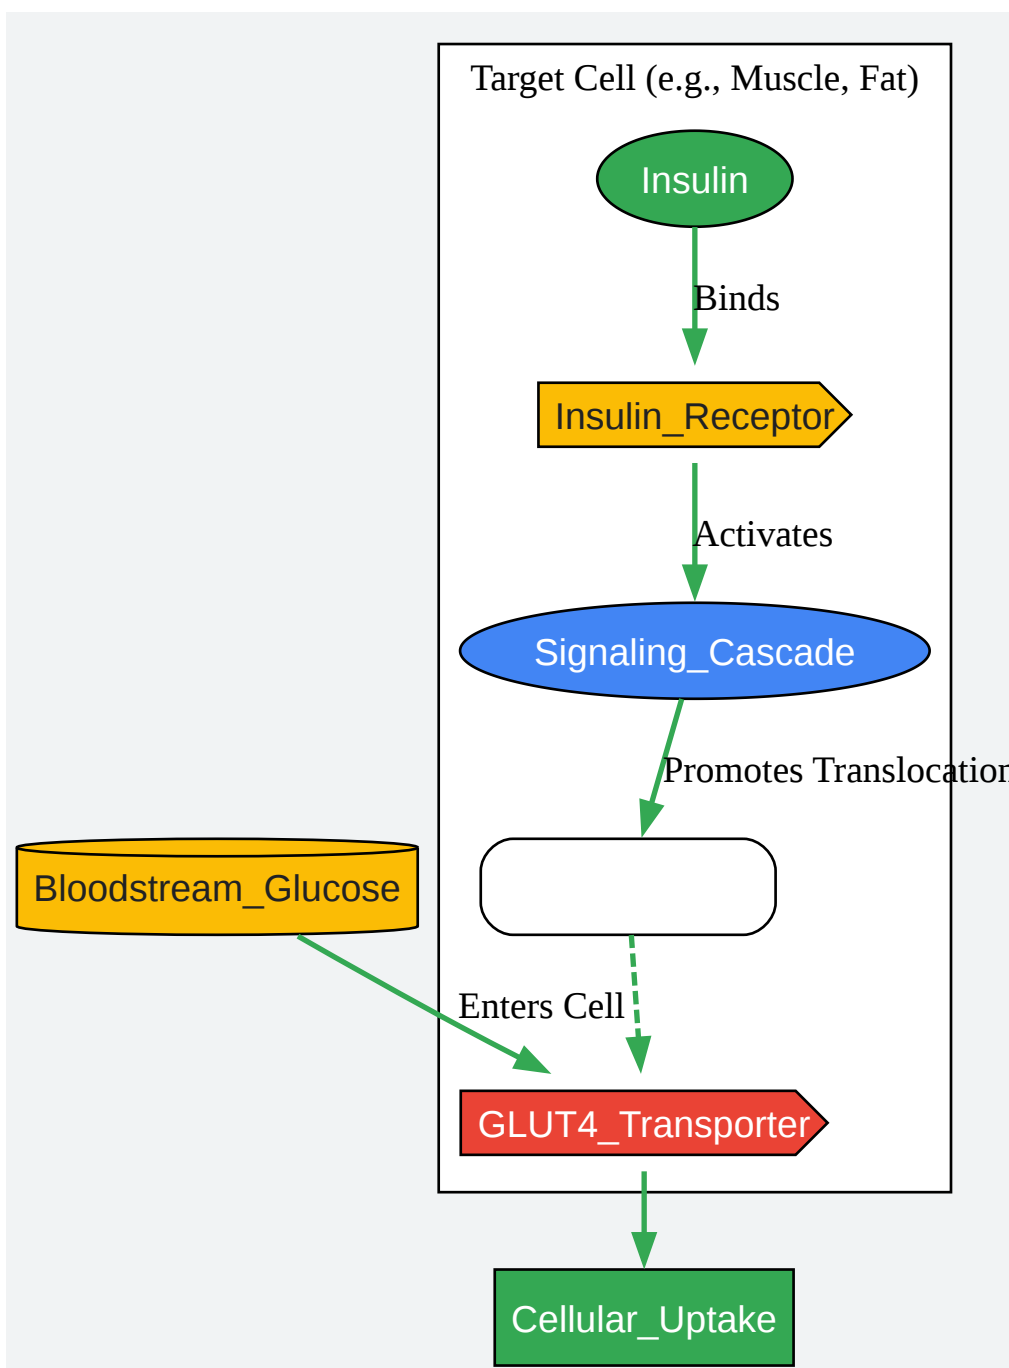 Target Cell (e.g., Muscle, Fat)
Insulin
Binds
Insulin_Receptor
Activates
Signaling_Cascade
Promotes Translocation
Bloodstream_Glucose
Enters Cell
GLUT4_Transporter
Cellular_Uptake